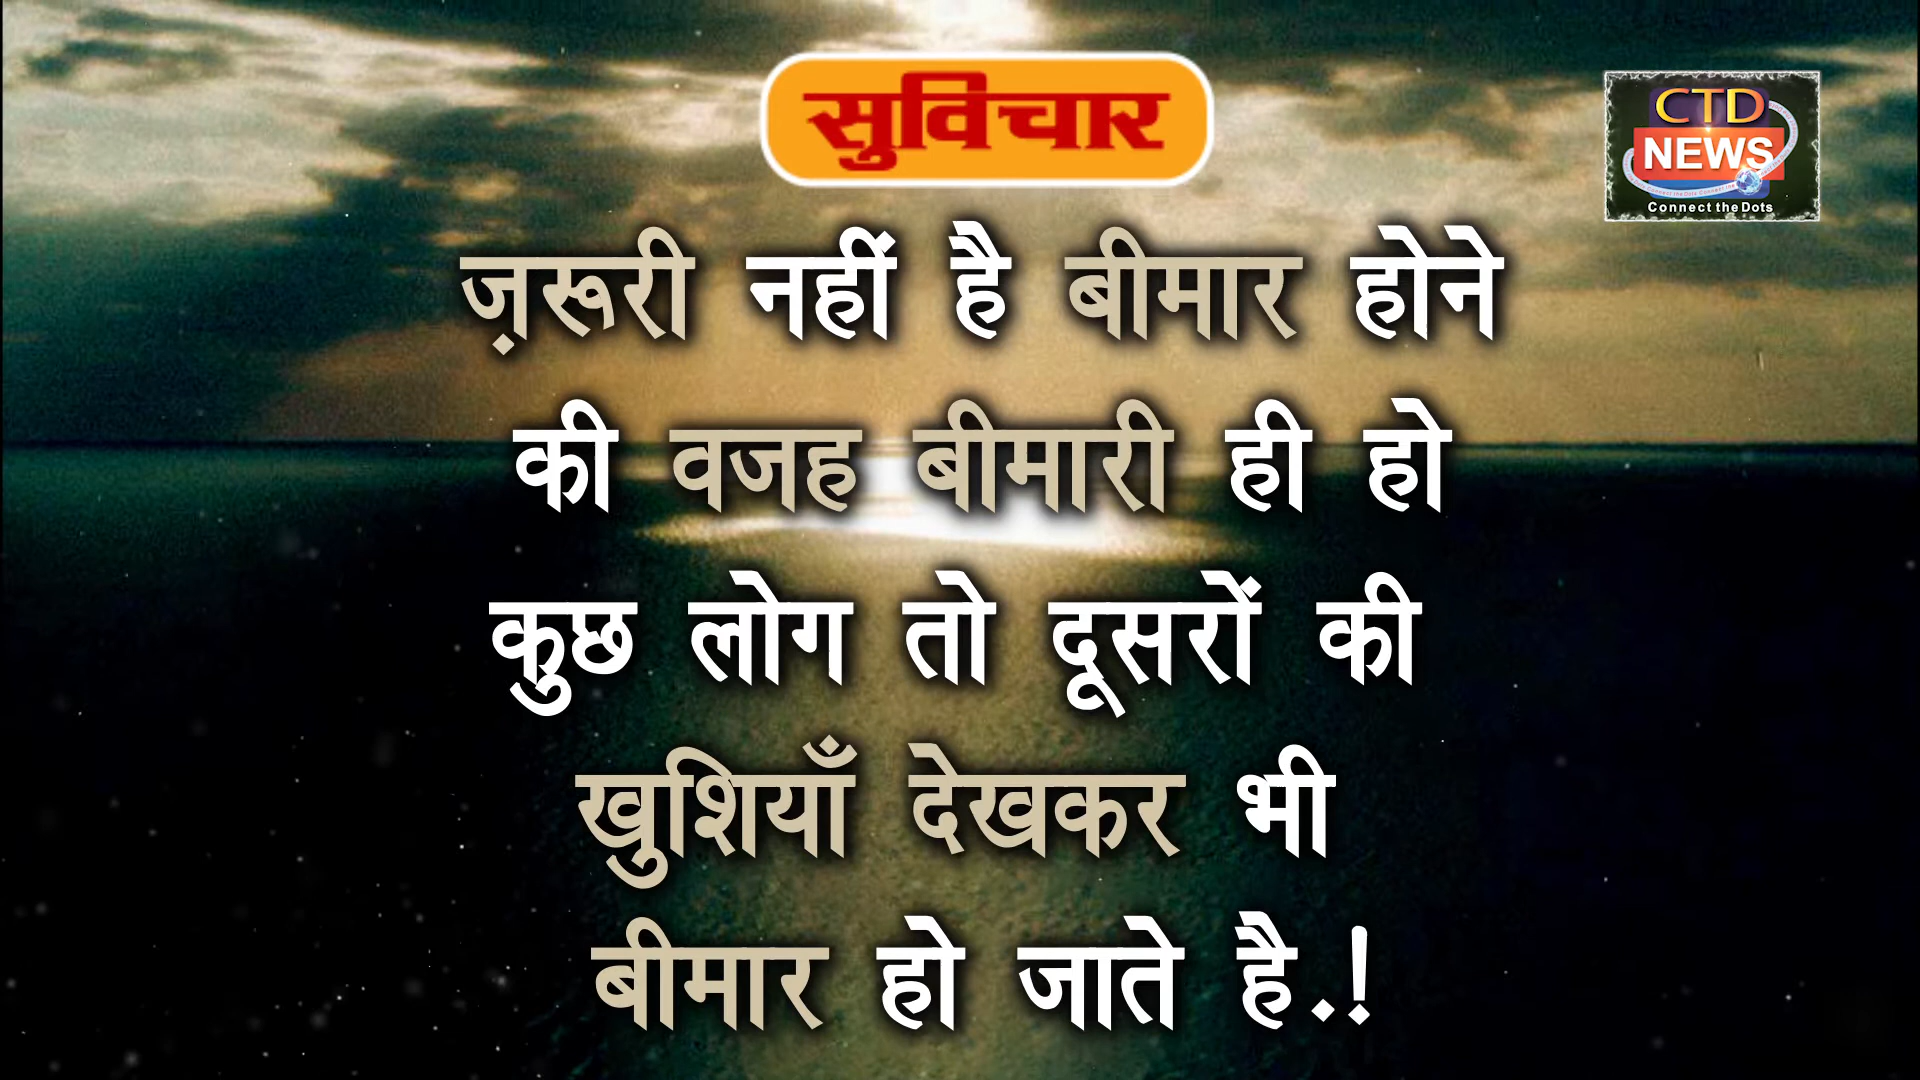 सुविचार
CTD
NEWS
Connect the Dots
ज़रूरी नहीं है बीमार होने
की वजह बीमारी ही हो
कुछ लोग तो दूसरों की
खुशियाँ देखकर भी
बीमार हो जाते है.!